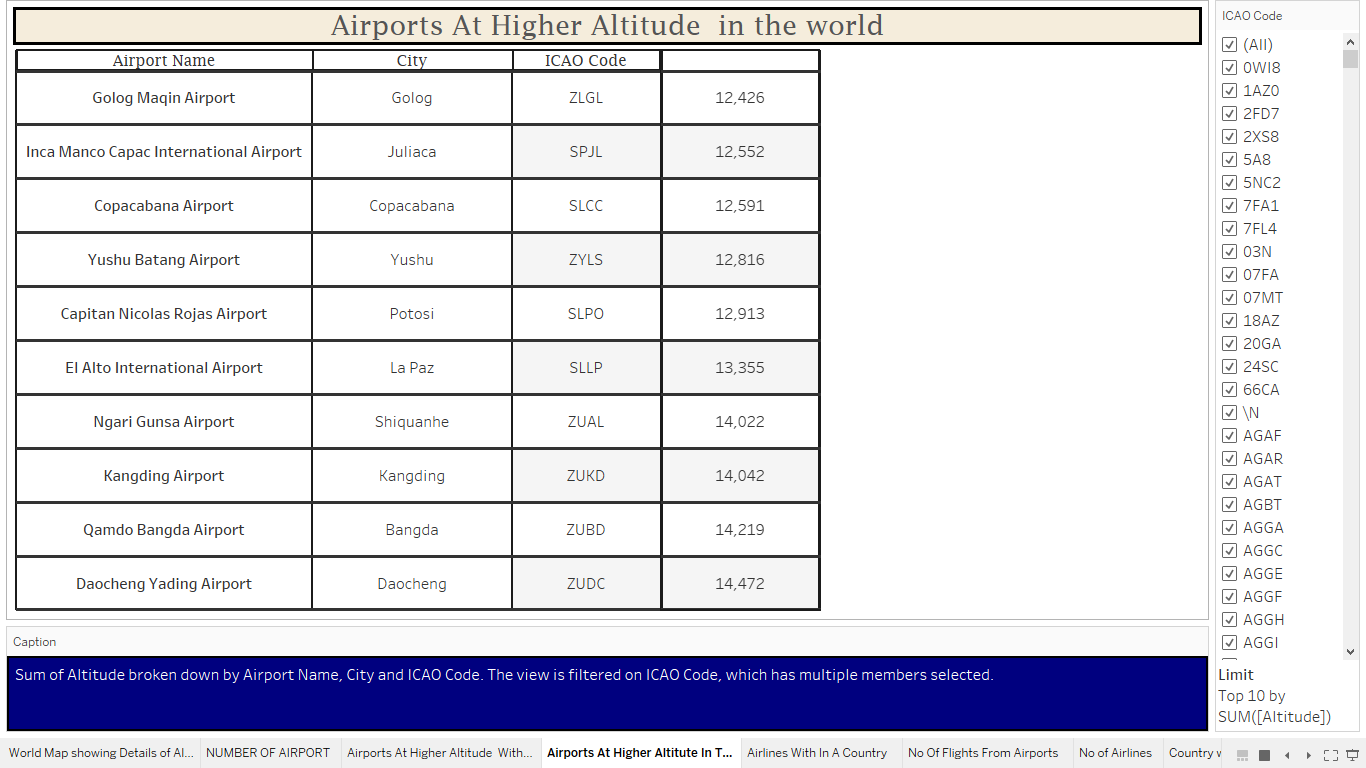 Airports At Higher Altitude  in the world
Airport Name City ICAO Code
Golog Maqin Airport Golog ZLGL 12,426
Inca Manco Capac International Airport Juliaca SPJL 12,552
Copacabana Airport Copacabana SLCC 12,591
Yushu Batang Airport Yushu ZYLS 12,816
Capitan Nicolas Rojas Airport Potosi SLPO 12,913
El Alto International Airport La Paz SLLP 13,355
Ngari Gunsa Airport Shiquanhe ZUAL 14,022
Kangding Airport Kangding ZUKD 14,042
Qamdo Bangda Airport Bangda ZUBD 14,219
Daocheng Yading Airport Daocheng ZUDC 14,472
Caption
Sum of Altitude broken down by Airport Name, City and ICAO Code. The view is filtered on ICAO Code, which has multiple members selected.
ICAO Code
(All)
0WI8
1AZ0
2FD7
2XS8
5A8
5NC2
7FA1
7FL4
03N
07FA
07MT
18AZ
20GA
24SC
66CA
\N
AGAF
AGAR
AGAT
AGBT
AGGA
AGGC
AGGE
AGGF
AGGH
AGGI
Limit
Top 10 by
SUM([Altitude])
World Map showing Details of Al... NUMBER OF AIRPORT Airports At Higher Altitude  With... Airports At Higher Altitute In T... Airlines With In A Country No Of Flights From Airports No of Airlines Country